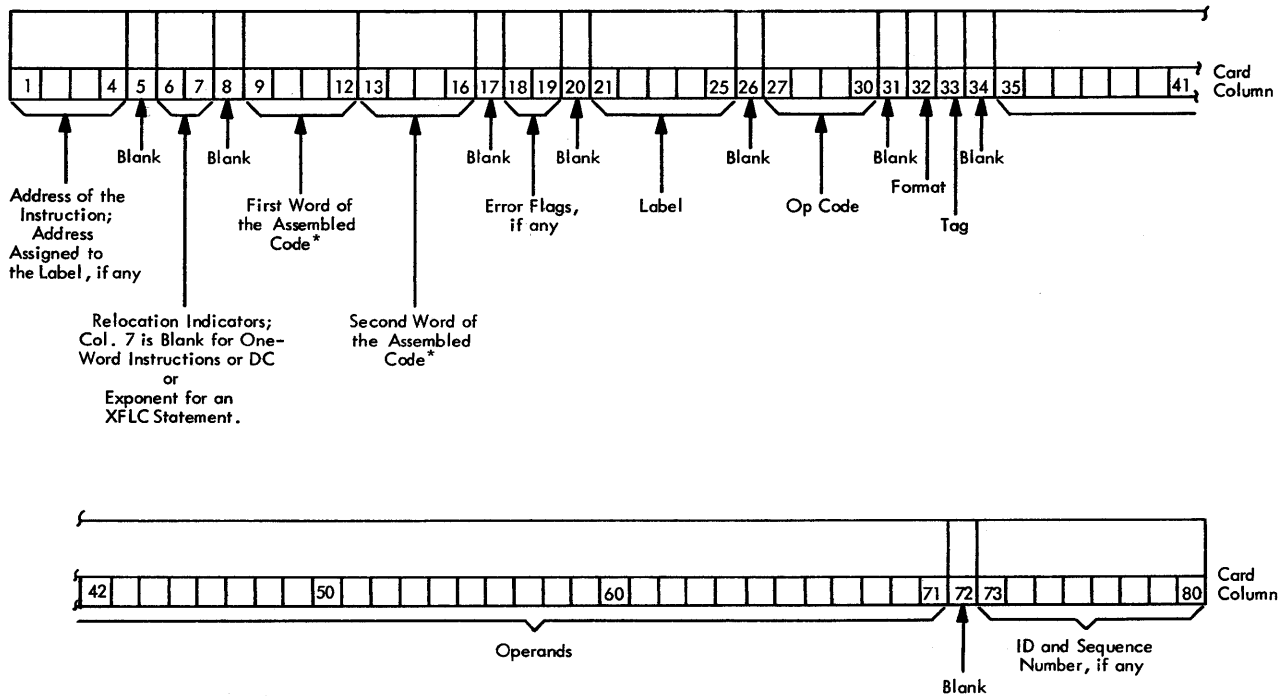 1 4 5 6 7 8 9 12 13 16 17 18 19 20 21 25 26 27 30 31 32 33 34 35 41
Card
Column
Blank
Blank
Blank
Blank
Blank
Blank
Blank
Format
Tag
Address of the
Instruction;
Address
Assigned to
the Label, if any
First Word of
the Assembled
Code*
Error Flags,
if any
Label
Op Code
Relocation Indicators;
Col. 7 is Blank for One-
Word Instructions or DC
or
Exponent for an
XFLC Statement.
Second Word of
the Assembled
Code*
42 50 60 71 72 73 80
Card
Column
Operands
Blank
ID and Sequence
Number, if any